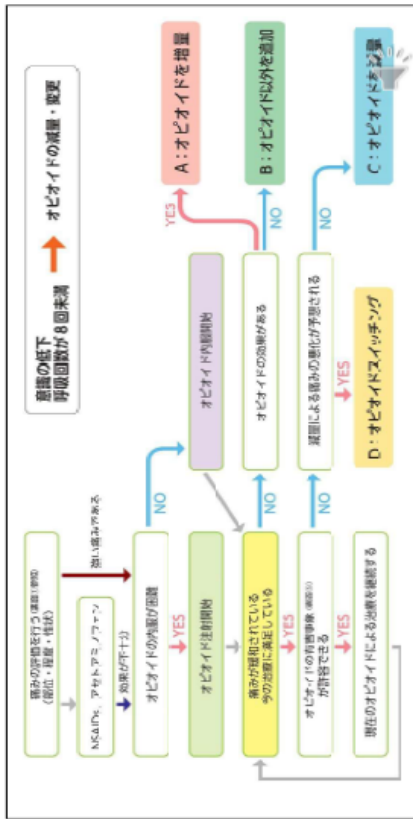 意識の低下
呼吸回数が8回未満
オピオイドの減量・変更
痛みの評価を行う
(部位・程度・性状)
強い痛みである
NSAIDs、アセトアミノフェン
効果が不十分
オピオイドの内服が困難
NO
YES
オピオイド注射開始
オピオイド内服開始
痛みが緩和されている
今の治療に満足している
NO
YES
オピオイドの効果がある
YES
A：オピオイドを増量
NO
B：オピオイド以外を追加
オピオイドの有害事象
が許容できる
NO
YES
減量による痛みの悪化が予想される
NO
C：オピオイドを減量
YES
D：オピオイドスイッチング
現在のオピオイドによる治療を継続する